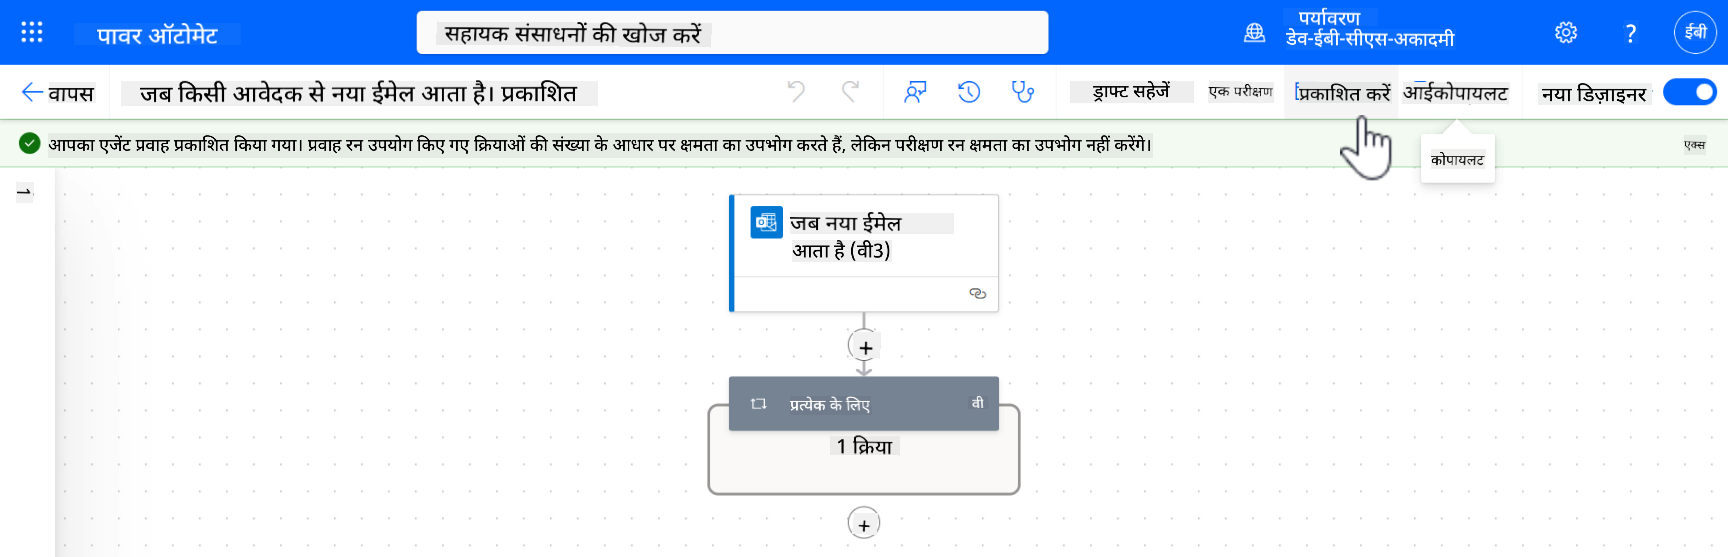 पावर ऑटोमेट
सहायक संसाधनों की खोज करें
पर्यावरण
डेव-ईबी-सीएस-अकादमी
?
ईबी
वापस
जब किसी आवेदक से नया ईमेल आता है। प्रकाशित
ड्राफ्ट सहेजें
एक परीक्षण
प्रकाशित करें
आईकोपायलट
नया डिज़ाइनर
आपका एजेंट प्रवाह प्रकाशित किया गया। प्रवाह रन उपयोग किए गए क्रियाओं की संख्या के आधार पर क्षमता का उपभोग करते हैं, लेकिन परीक्षण रन क्षमता का उपभोग नहीं करेंगे।
एक्स
कोपायलट
जब नया ईमेल
आता है (वी3)
प्रत्येक के लिए
वी
1 क्रिया